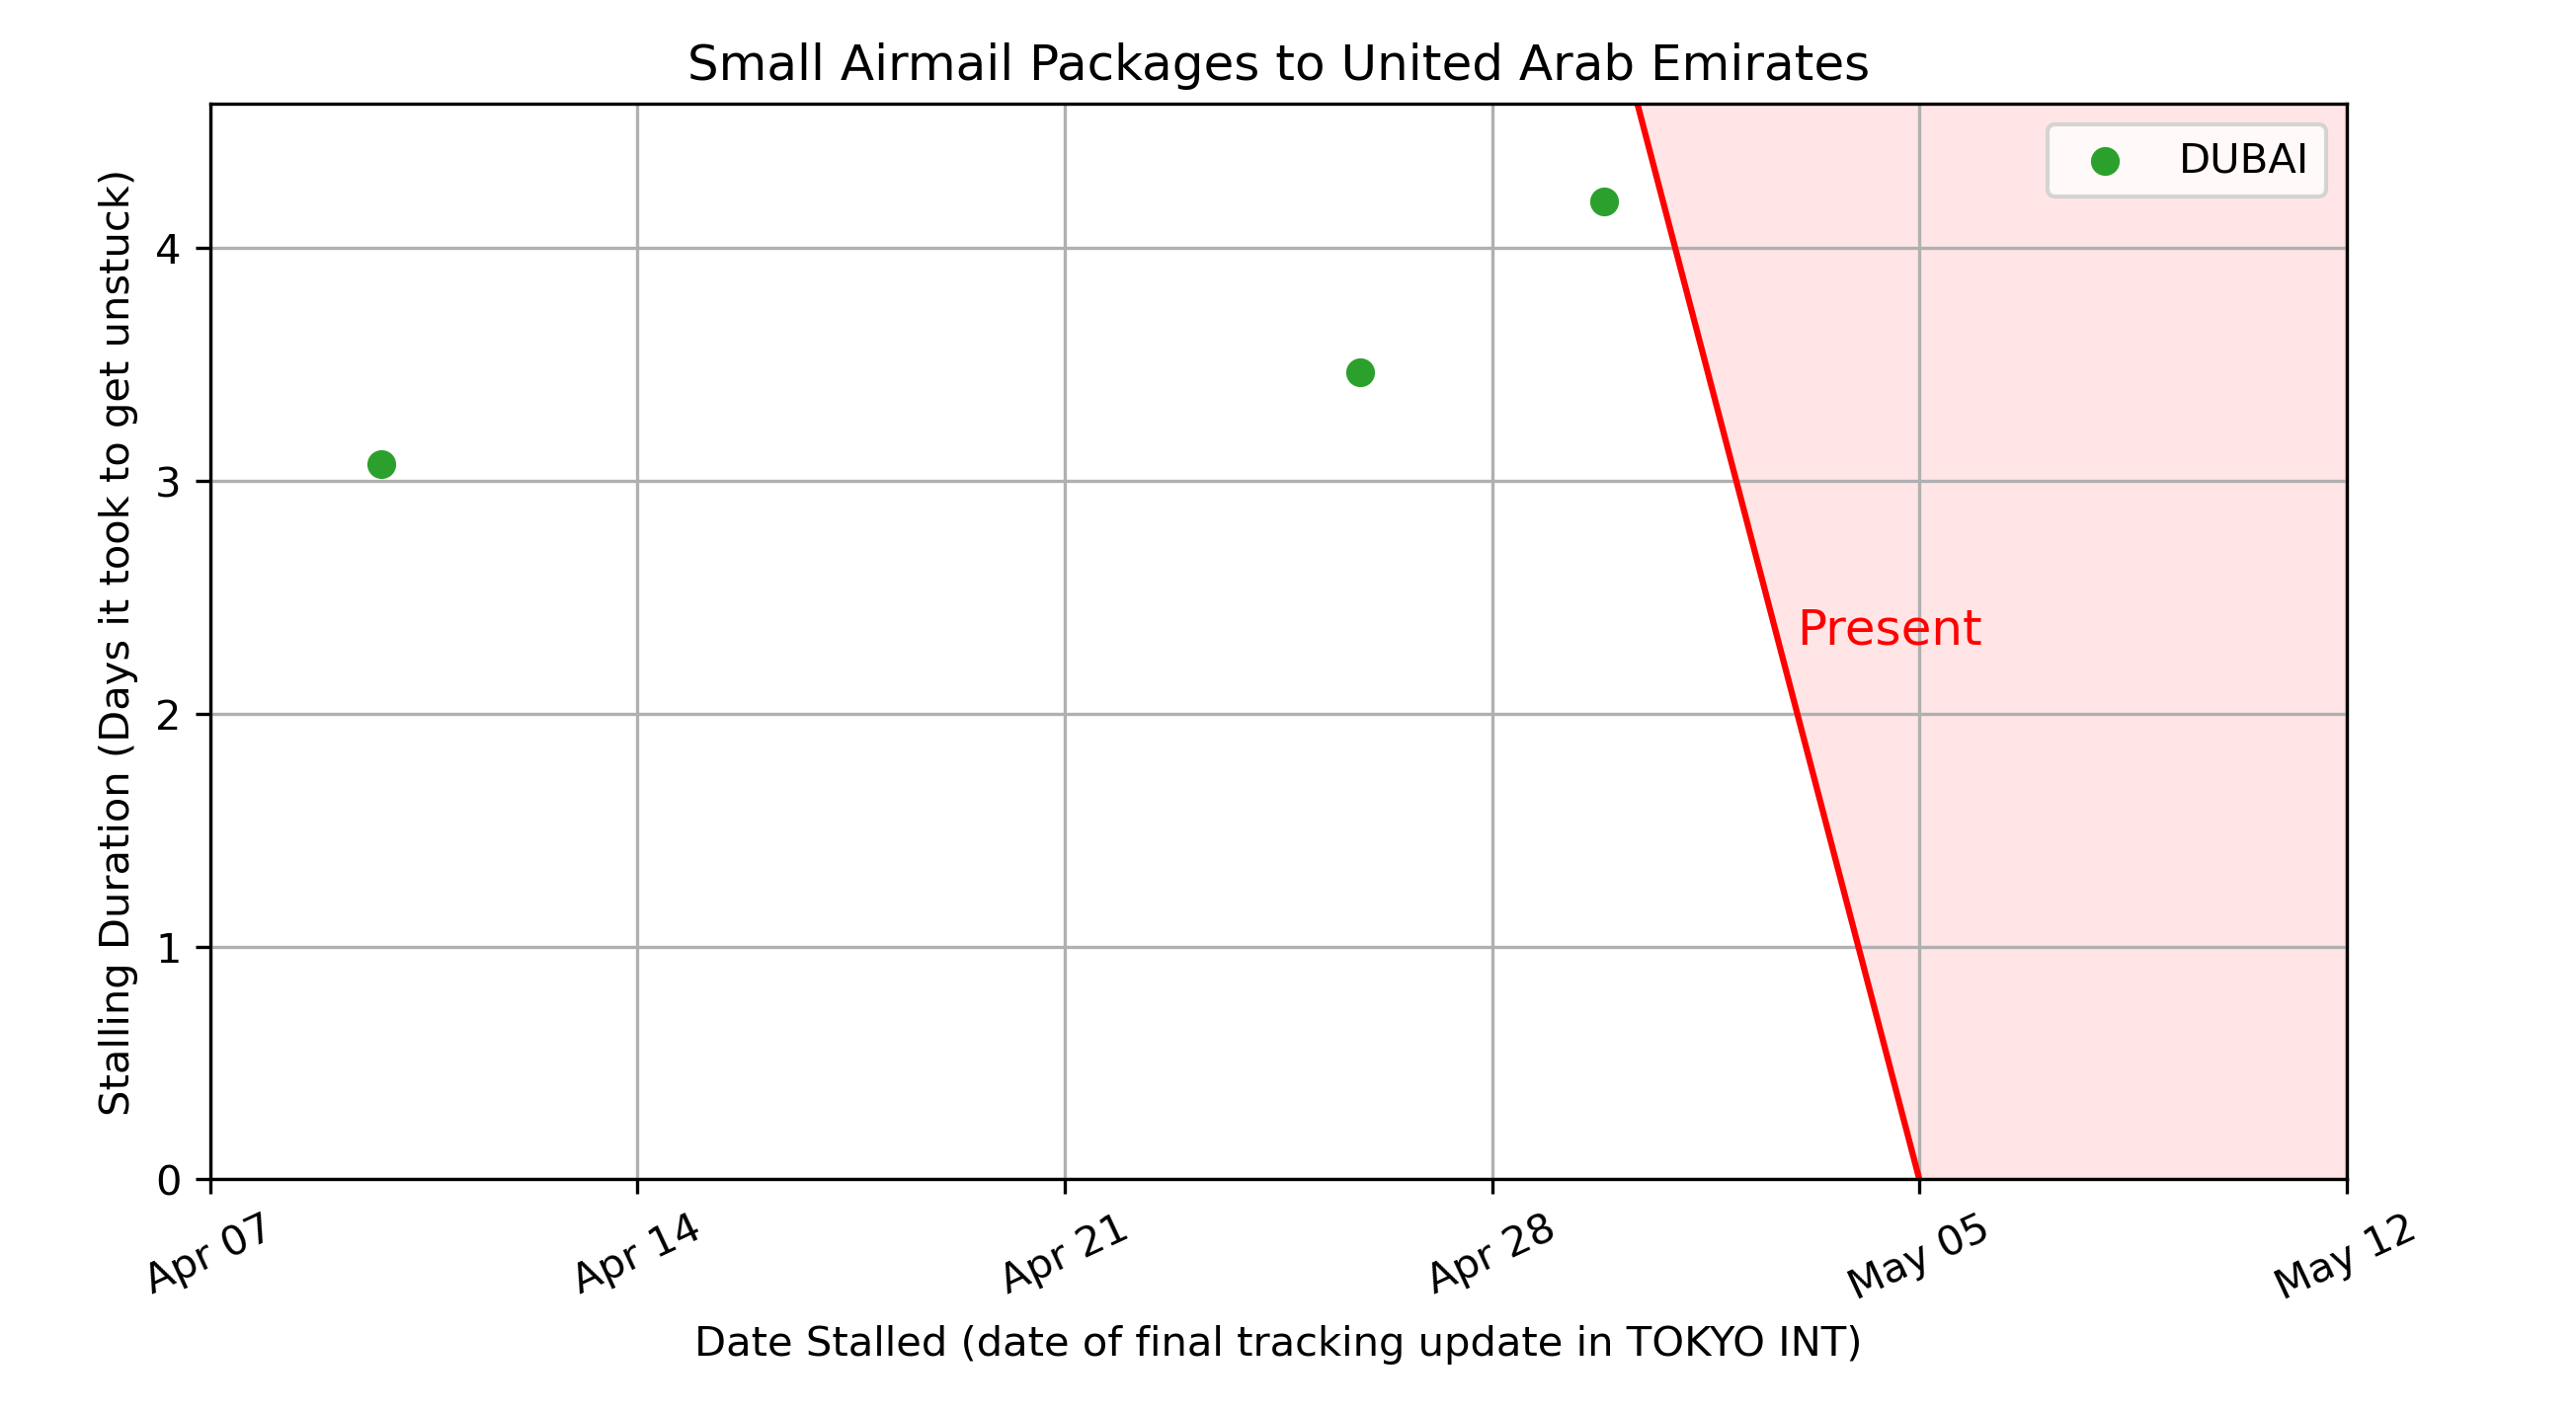 Small Airmail Packages to United Arab Emirates
DUBAI
Stalling Duration (Days it took to get unstuck)
4
3
2
1
0
Present
Apr 07
Apr 14
Apr 21
Apr 28
May 05
May 12
Date Stalled (date of final tracking update in TOKYO INT)